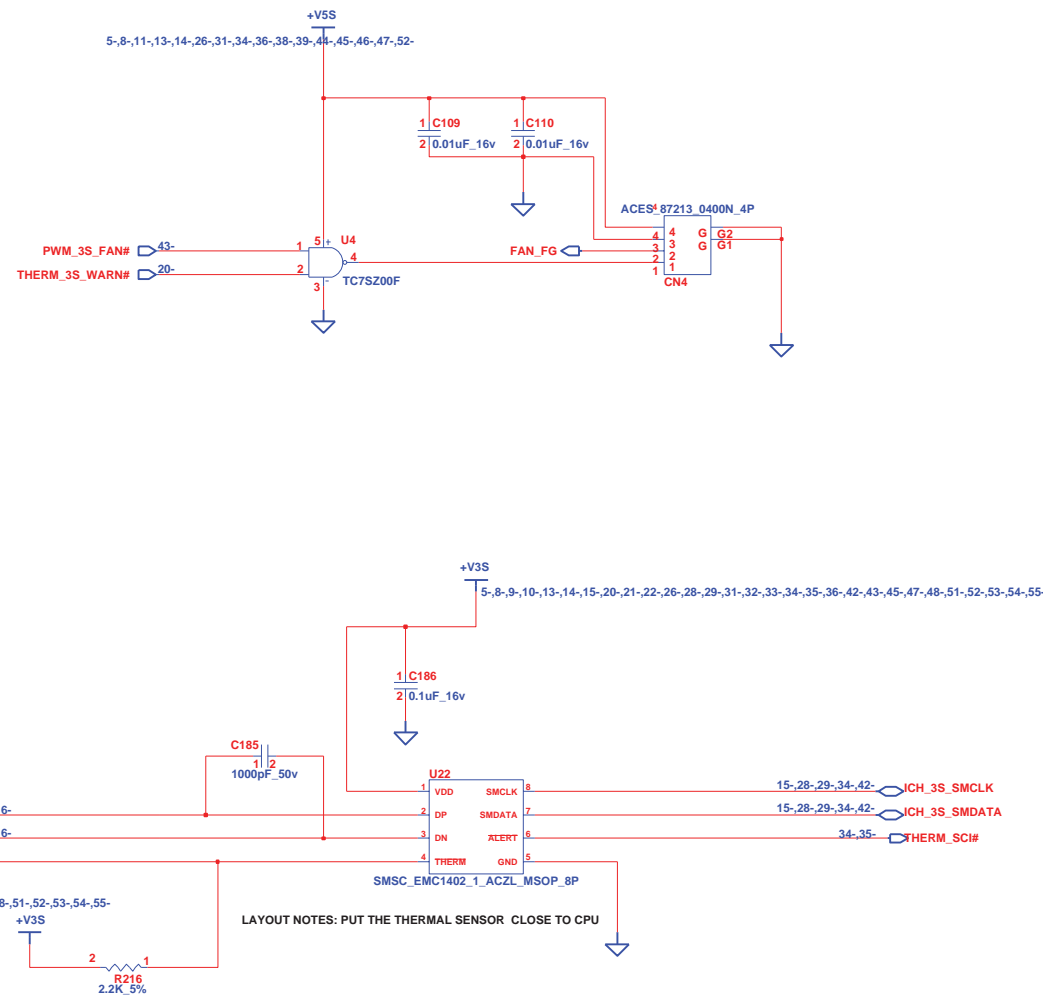 +V5S
5-,8-,11-,13-,14-,26-,31-,34-,36-,38-,39-,44-,45-,46-,47-,52-
1 C109
2 0.01uF_16v
1 C110
2 0.01uF_16v
ACES_87213_0400N_4P
4
5 + U4
PWM_3S_FAN# 43- 1
THERM_3S_WARN# 20- 2
4
3 -
TC7SZ00F
FAN_FG
4 4 G G2
3 3 G G1
2 2
1 1
CN4
+V3S
5-,8-,9-,10-,13-,14-,15-,20-,21-,22-,26-,28-,29-,31-,32-,33-,34-,35-,36-,42-,43-,45-,47-,48-,51-,52-,53-,54-,55-
1 C186
2 0.1uF_16v
C185
1 2
1000pF_50v
U22
1 VDD SMCLK 8 15-,28-,29-,34-,42- ICH_3S_SMCLK
6- 2 DP SMDATA 7 15-,28-,29-,34-,42- ICH_3S_SMDATA
6- 3 DN ALERT 6 34-,35- THERM_SCI#
4 THERM GND 5
SMSC_EMC1402_1_ACZL_MSOP_8P
8-,51-,52-,53-,54-,55-
+V3S
LAYOUT NOTES: PUT THE THERMAL SENSOR CLOSE TO CPU
2 1
R216
2.2K_5%